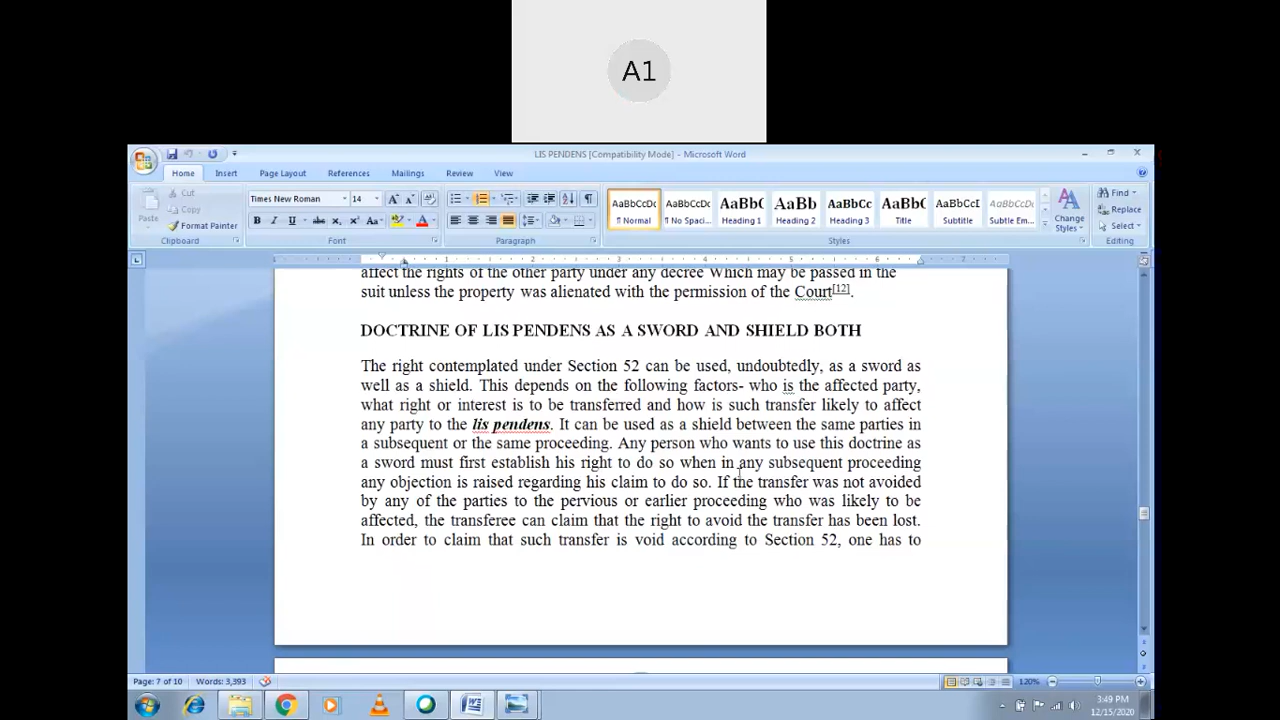 A1
LIS PENDENS [Compatibility Mode] - Microsoft Word
Home Insert Page Layout References Mailings Review View
Cut
Copy
Paste
Format Painter
Clipboard
Times New Roman 14
Font
Paragraph
AaBbCcDc AaBbCcDc AaBbC( AaBb( AaBbCc AaBbC( AaBbCcI AaBbCcDc
¶ Normal ¶ No Spaci... Heading 1 Heading 2 Heading 3 Title Subtitle Subtle Em...
Change Styles
Styles
Find
Replace
Select
Editing
affect the rights of the other party under any decree Which may be passed in the
suit unless the property was alienated with the permission of the Court[12].
DOCTRINE OF LIS PENDENS AS A SWORD AND SHIELD BOTH
The right contemplated under Section 52 can be used, undoubtedly, as a sword as
well as a shield. This depends on the following factors- who is the affected party,
what right or interest is to be transferred and how is such transfer likely to affect
any party to the lis pendens. It can be used as a shield between the same parties in
a subsequent or the same proceeding. Any person who wants to use this doctrine as
a sword must first establish his right to do so when in any subsequent proceeding
any objection is raised regarding his claim to do so. If the transfer was not avoided
by any of the parties to the pervious or earlier proceeding who was likely to be
affected, the transferee can claim that the right to avoid the transfer has been lost.
In order to claim that such transfer is void according to Section 52, one has to
Page: 7 of 10 Words: 3,393 120%
3:49 PM
12/15/2020